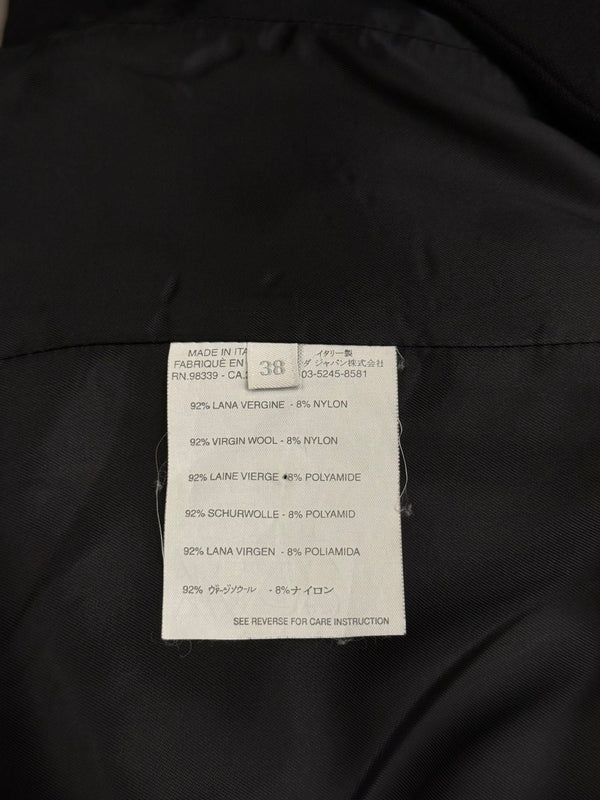 MADE IN ITA
イタリー製
FABRIQUÉ EN
ダ ジャパン株式会社
RN.98339 - CA.
03-5245-8581
38
92% LANA VERGINE - 8% NYLON
92% VIRGIN WOOL - 8% NYLON
92% LAINE VIERGE - 8% POLYAMIDE
92% SCHURWOLLE - 8% POLYAMID
92% LANA VIRGEN - 8% POLIAMIDA
92% ヴァージンウール - 8% ナイロン
SEE REVERSE FOR CARE INSTRUCTION